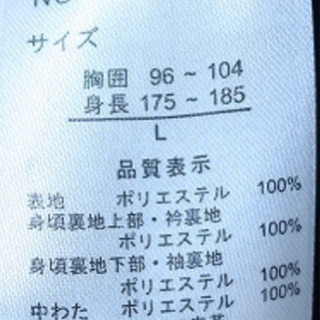 サイズ
胸囲 96 ~ 104
身長 175 ~ 185
L
品質表示
表地 ポリエステル 100%
身頃裏地上部・衿裏地
ポリエステル 100%
身頃裏地下部・袖裏地
ポリエステル 100%
中わた ポリエステル 100%